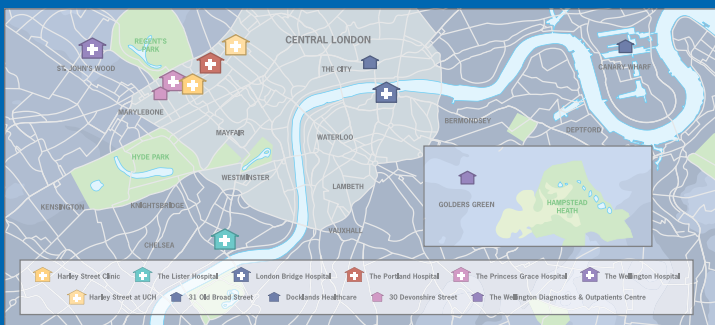 REGENT'S
PARK
ST. JOHN'S WOOD
CENTRAL LONDON
THE CITY
CANARY WHARF
MARYLEBONE
MAYFAIR
WATERLOO
BERMONDSEY
DEPTFORD
HYDE PARK
WESTMINSTER
LAMBETH
KENSINGTON
KNIGHTSBRIDGE
GOLDERS GREEN
HAMPSTEAD
HEATH
CHELSEA
VAUXHALL
Harley Street Clinic The Lister Hospital London Bridge Hospital The Portland Hospital The Princess Grace Hospital The Wellington Hospital
Harley Street at UCH 31 Old Broad Street Docklands Healthcare 30 Devonshire Street The Wellington Diagnostics & Outpatients Centre